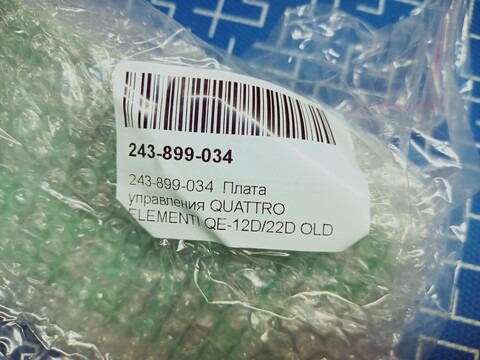 243-899-034
243-899-034 Плата
управления QUATTRO
ELEMENTI QE-12D/22D OLD